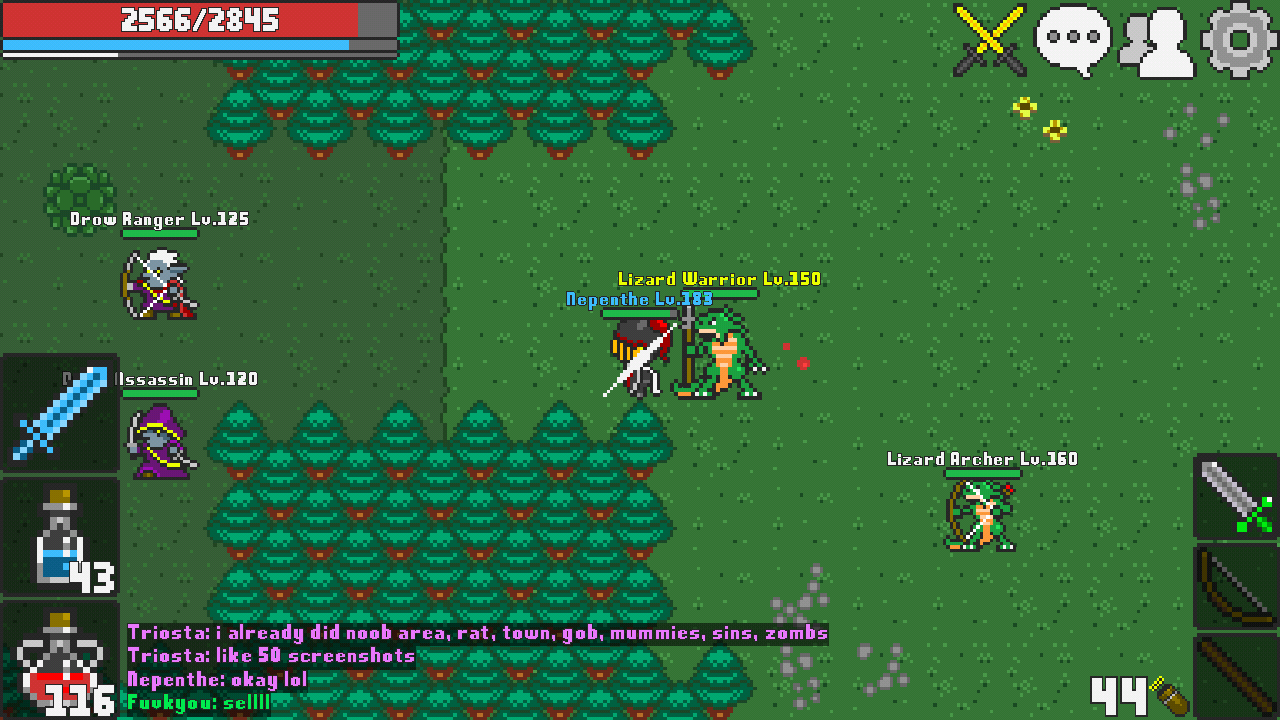 2566/2845
Drow Ranger Lv.125
Lizard Warrior Lv.150
Nepenthe Lv.183
Assassin Lv.120
Lizard Archer Lv.160
43
116
Triosta: i already did noob area, rat, town, gob, mummies, sins, zombs
Triosta: like 50 screenshots
Nepenthe: okay lol
Fuvkyou: sellll
44